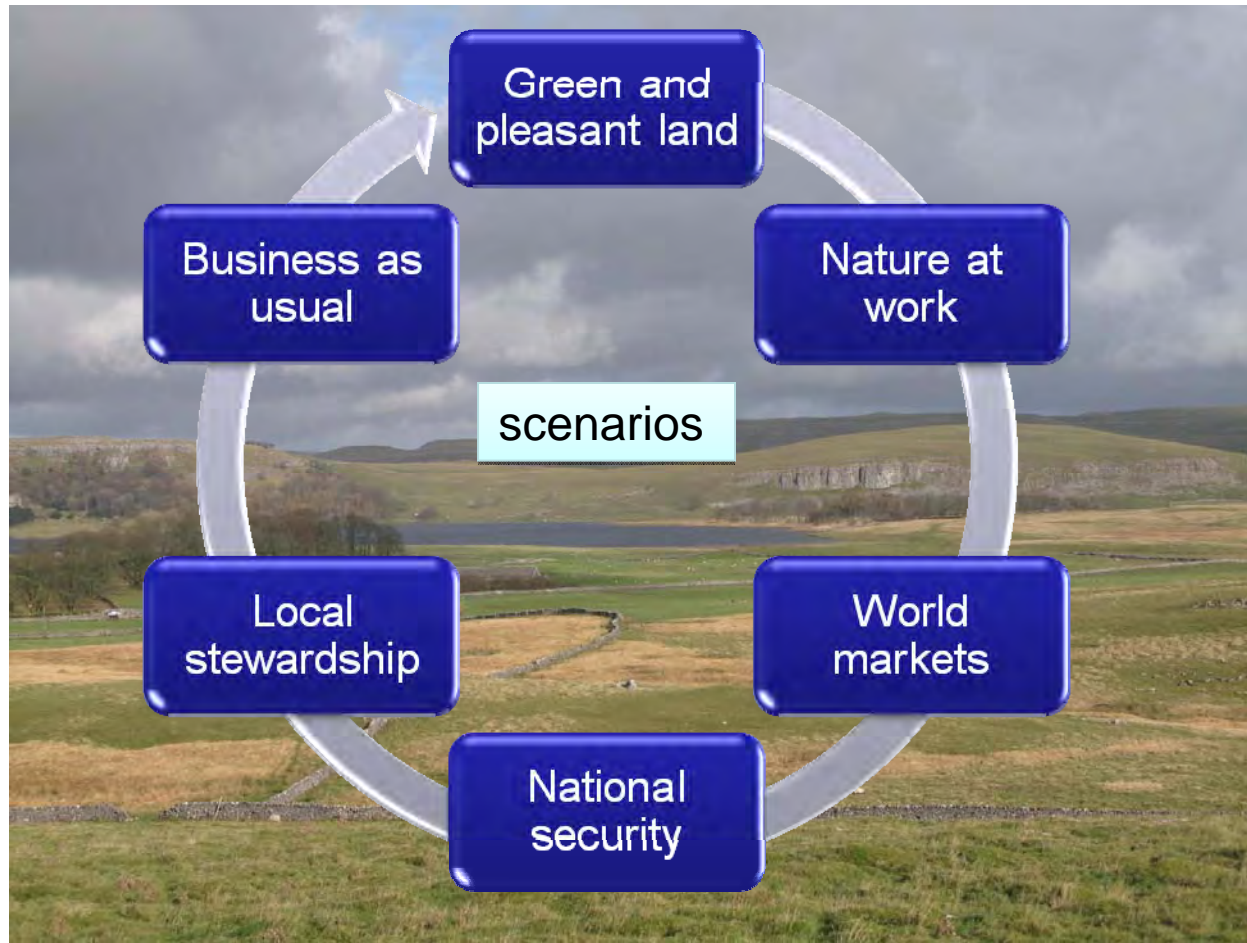 Green and
pleasant land
Nature at
work
World
markets
National
security
Local
stewardship
Business as
usual
scenarios